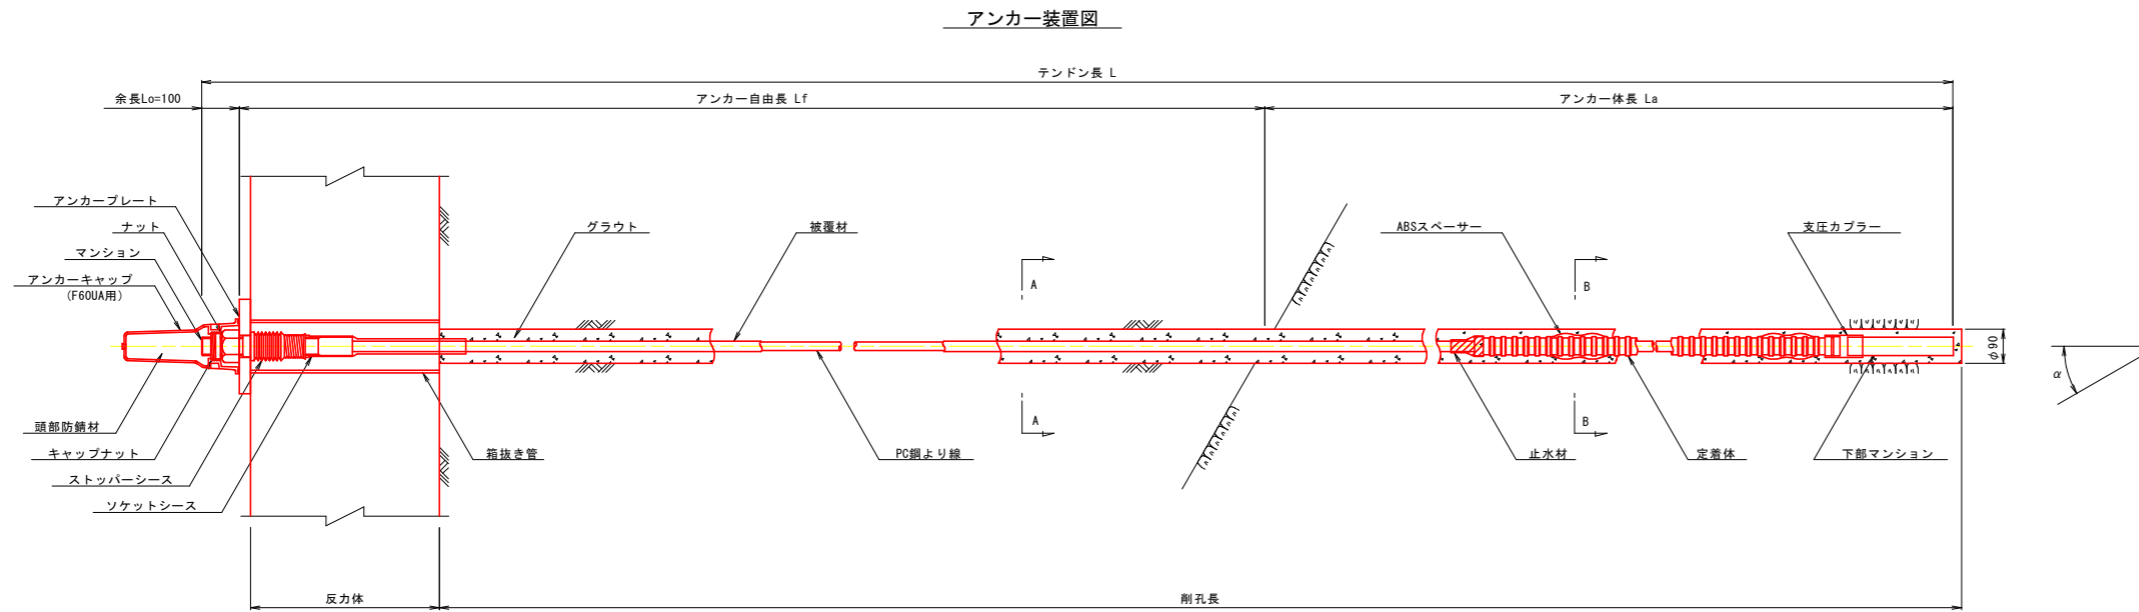 アンカー装置図
テンドン長 L
余長Lo=100
アンカー自由長 Lf
アンカー体長 La
アンカープレート
ナット
マンション
アンカーキャップ
(F60UA用)
グラウト
被覆材
ABSスペーサー
支圧カプラー
A
B
φ90
α
A
B
頭部防錆材
キャップナット
ストッパーシース
ソケットシース
箱抜き管
PC鋼より線
止水材
定着体
下部マンション
反力体
削孔長